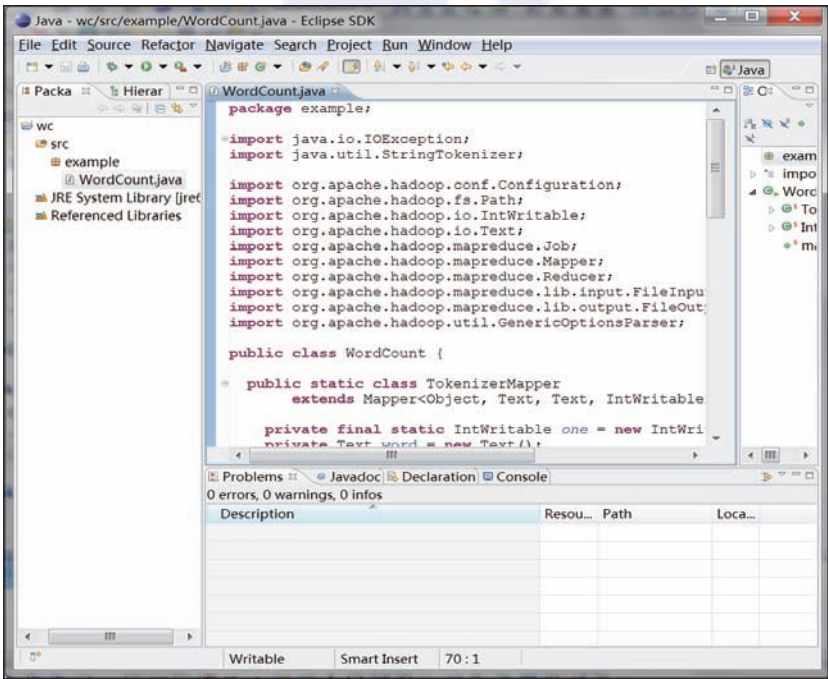 Java - wc/src/example/WordCount.java - Eclipse SDK
File Edit Source Refactor Navigate Search Project Run Window Help
Java
Packa Hierar
wc
src
example
WordCount.java
JRE System Library [jre6
Referenced Libraries
WordCount.java
package example;
import java.io.IOException;
import java.util.StringTokenizer;
import org.apache.hadoop.conf.Configuration;
import org.apache.hadoop.fs.Path;
import org.apache.hadoop.io.IntWritable;
import org.apache.hadoop.io.Text;
import org.apache.hadoop.mapreduce.Job;
import org.apache.hadoop.mapreduce.Mapper;
import org.apache.hadoop.mapreduce.Reducer;
import org.apache.hadoop.mapreduce.lib.input.FileInpu
import org.apache.hadoop.mapreduce.lib.output.FileOut
import org.apache.hadoop.util.GenericOptionsParser;
public class WordCount {
public static class TokenizerMapper
extends Mapper<Object, Text, Text, IntWritable
private final static IntWritable one = new IntWri
private Text word = new Text();
O
exam
impo
Word
To
Int
m
Problems Javadoc Declaration Console
0 errors, 0 warnings, 0 infos
Description Resou... Path Loca...
Writable Smart Insert 70 : 1